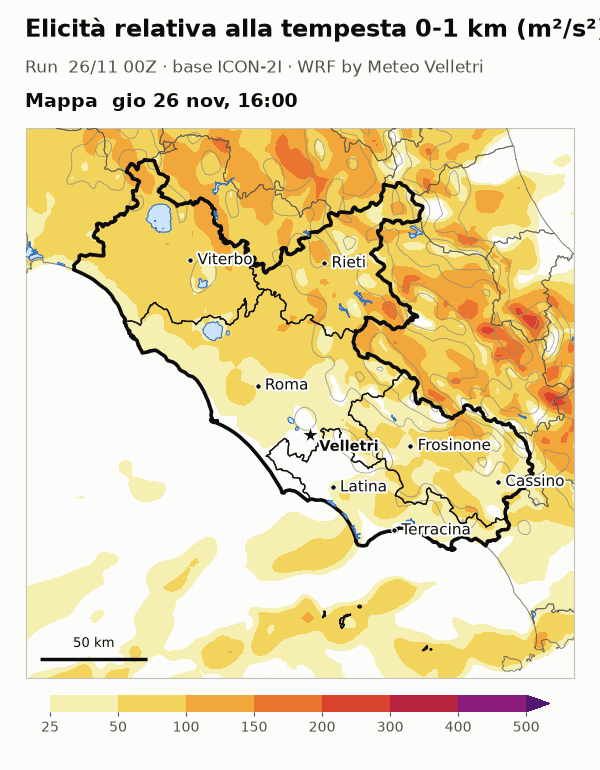 Elicità relativa alla tempesta 0-1 km (m²/s²)
Run 26/11 00Z · base ICON-2I · WRF by Meteo Velletri
Mappa gio 26 nov, 16:00
Viterbo
Rieti
Roma
Velletri
Frosinone
Latina
Cassino
Terracina
50 km
25 50 100 150 200 300 400 500